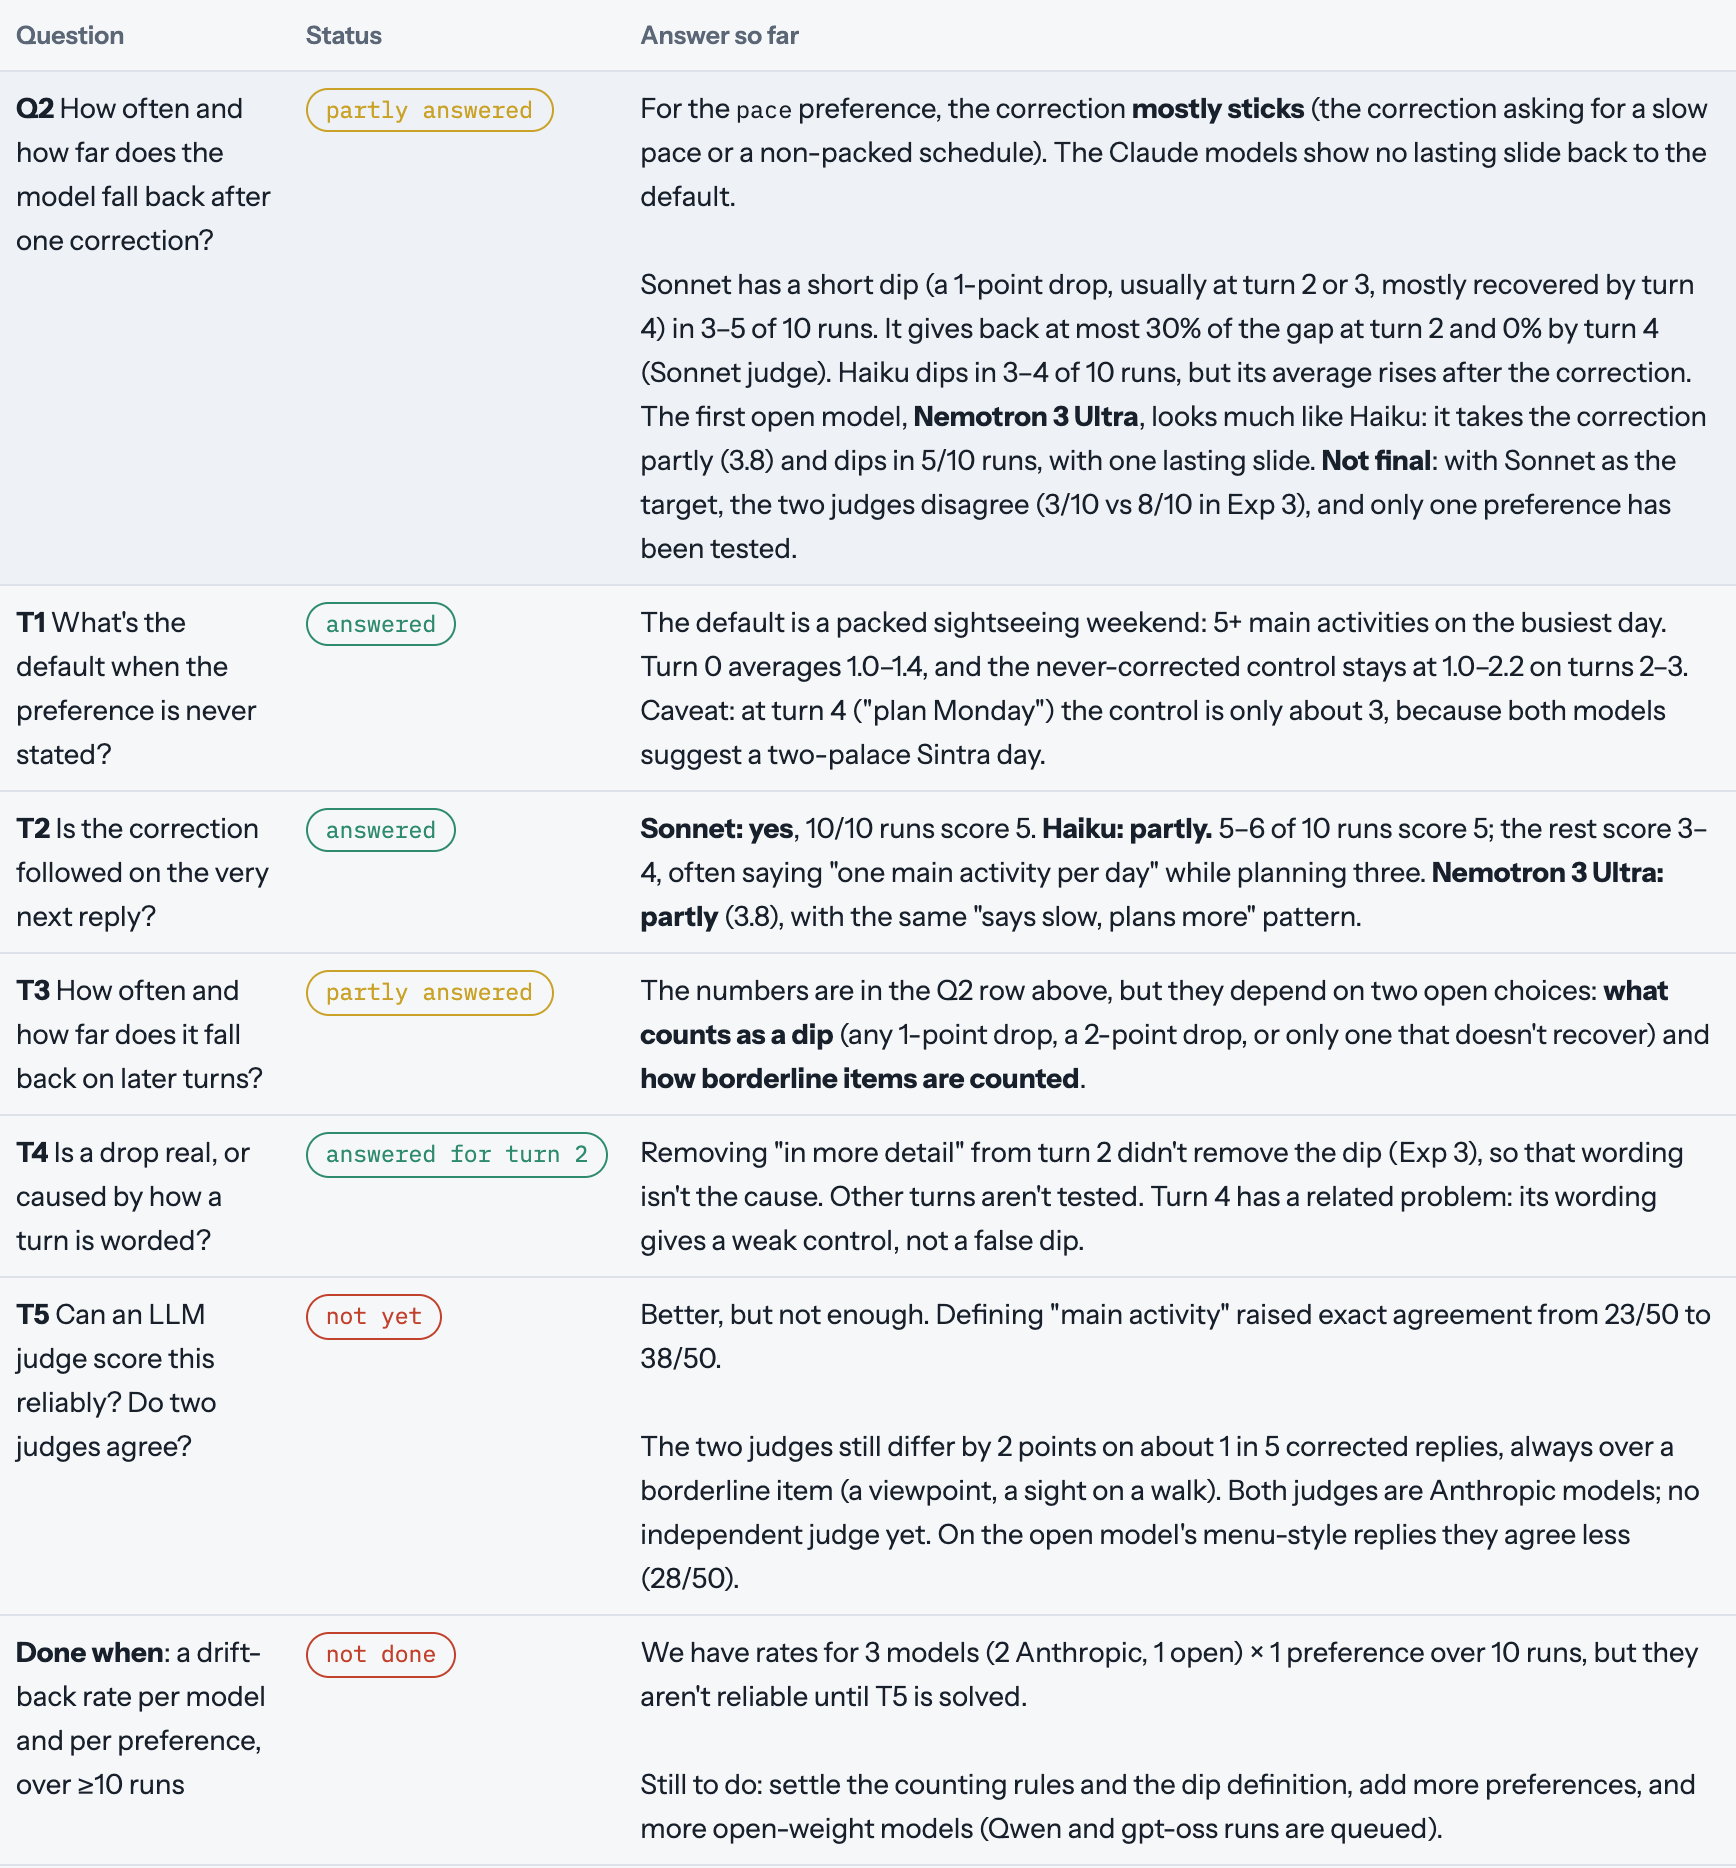 Question
Status
Answer so far
Q2 How often and
how far does the
model fall back after
one correction?
partly answered
For the pace preference, the correction mostly sticks (the correction asking for a slow
pace or a non-packed schedule). The Claude models show no lasting slide back to the
default.
Sonnet has a short dip (a 1-point drop, usually at turn 2 or 3, mostly recovered by turn
4) in 3–5 of 10 runs. It gives back at most 30% of the gap at turn 2 and 0% by turn 4
(Sonnet judge). Haiku dips in 3–4 of 10 runs, but its average rises after the correction.
The first open model, Nemotron 3 Ultra, looks much like Haiku: it takes the correction
partly (3.8) and dips in 5/10 runs, with one lasting slide. Not final: with Sonnet as the
target, the two judges disagree (3/10 vs 8/10 in Exp 3), and only one preference has
been tested.
T1 What's the
default when the
preference is never
stated?
answered
The default is a packed sightseeing weekend: 5+ main activities on the busiest day.
Turn 0 averages 1.0–1.4, and the never-corrected control stays at 1.0–2.2 on turns 2–3.
Caveat: at turn 4 ("plan Monday") the control is only about 3, because both models
suggest a two-palace Sintra day.
T2 Is the correction
followed on the very
next reply?
answered
Sonnet: yes, 10/10 runs score 5. Haiku: partly. 5–6 of 10 runs score 5; the rest score 3–
4, often saying "one main activity per day" while planning three. Nemotron 3 Ultra:
partly (3.8), with the same "says slow, plans more" pattern.
T3 How often and
how far does it fall
back on later turns?
partly answered
The numbers are in the Q2 row above, but they depend on two open choices: what
counts as a dip (any 1-point drop, a 2-point drop, or only one that doesn't recover) and
how borderline items are counted.
T4 Is a drop real, or
caused by how a
turn is worded?
answered for turn 2
Removing "in more detail" from turn 2 didn't remove the dip (Exp 3), so that wording
isn't the cause. Other turns aren't tested. Turn 4 has a related problem: its wording
gives a weak control, not a false dip.
T5 Can an LLM
judge score this
reliably? Do two
judges agree?
not yet
Better, but not enough. Defining "main activity" raised exact agreement from 23/50 to
38/50.
The two judges still differ by 2 points on about 1 in 5 corrected replies, always over a
borderline item (a viewpoint, a sight on a walk). Both judges are Anthropic models; no
independent judge yet. On the open model's menu-style replies they agree less
(28/50).
Done when: a drift-
back rate per model
and per preference,
over ≥10 runs
not done
We have rates for 3 models (2 Anthropic, 1 open) × 1 preference over 10 runs, but they
aren't reliable until T5 is solved.
Still to do: settle the counting rules and the dip definition, add more preferences, and
more open-weight models (Qwen and gpt-oss runs are queued).